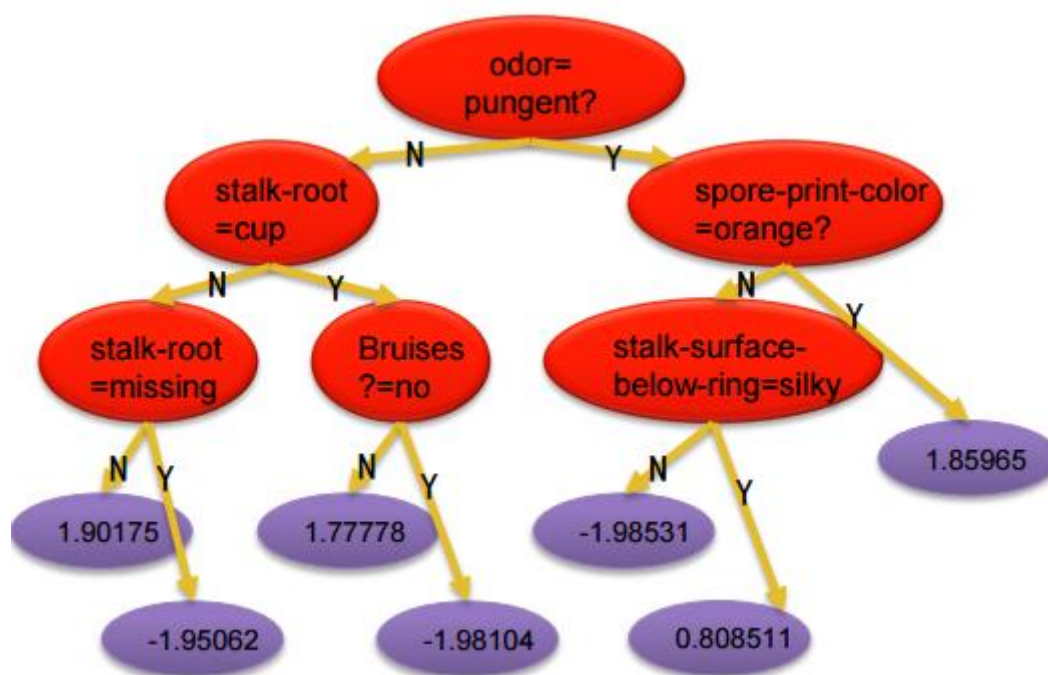 odor=
pungent?
N
Y
stalk-root
=cup
spore-print-color
=orange?
N
Y
N
Y
stalk-root
=missing
Bruises
?=no
stalk-surface-
below-ring=silky
N
Y
N
Y
N
Y
1.85965
1.90175
1.77778
-1.98531
-1.95062
-1.98104
0.808511